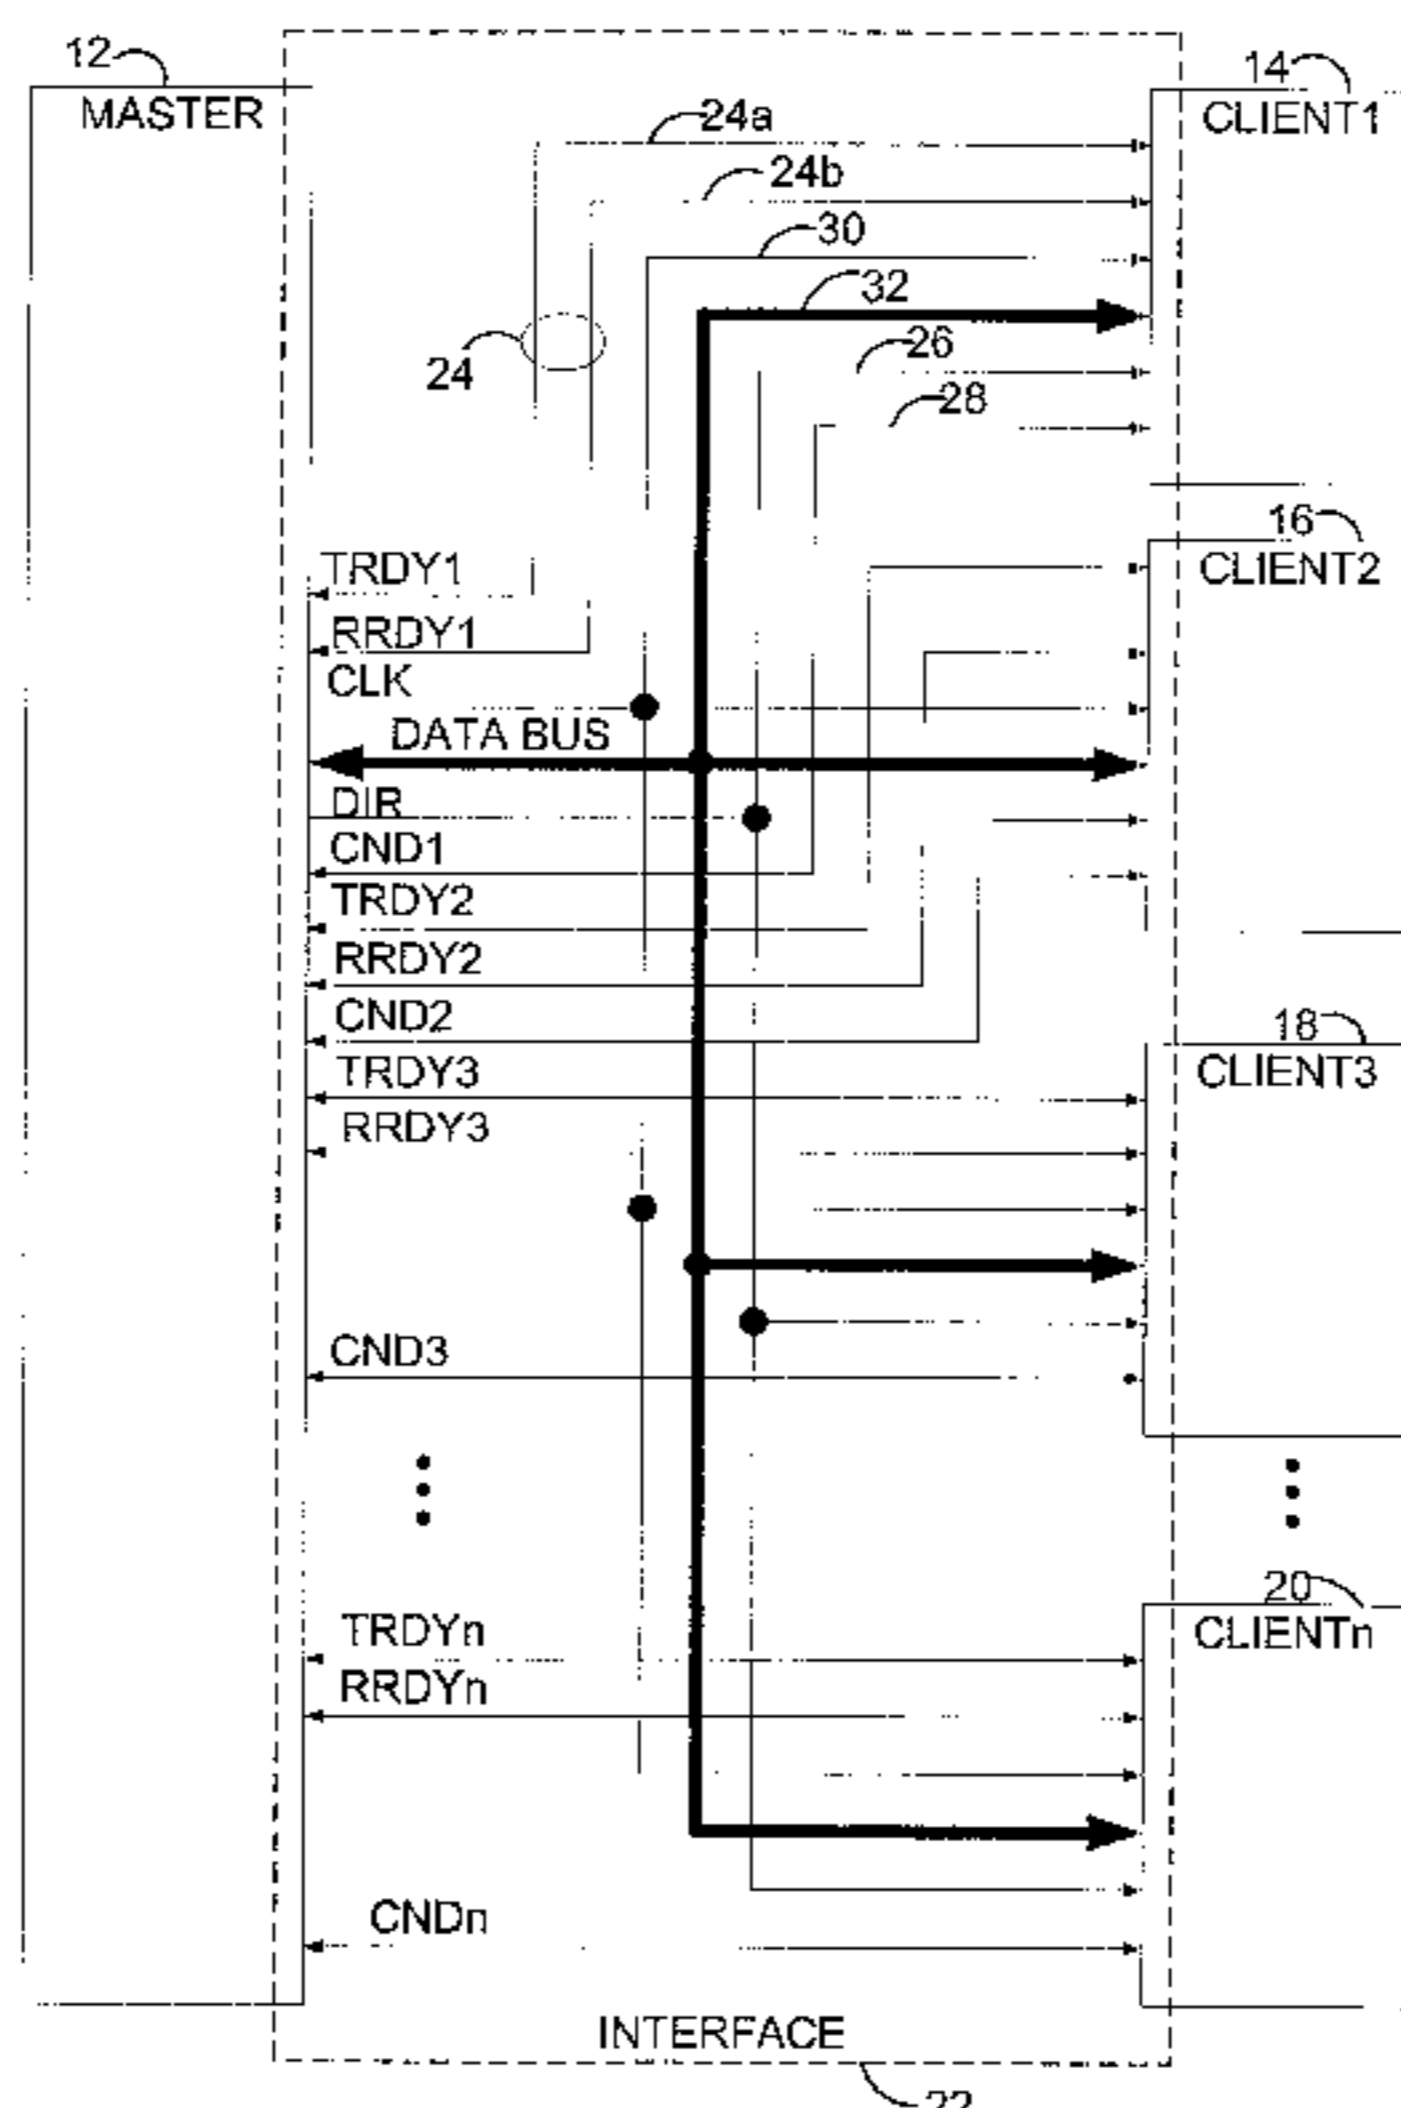 12
MASTER
14
CLIENT1
24a
24b
30
32
26
28
24
16
CLIENT2
TRDY1
RRDY1
CLK
DATA BUS
DIR
CND1
TRDY2
RRDY2
CND2
18
CLIENT3
TRDY3
RRDY3
CND3
20
CLIENTn
TRDYn
RRDYn
CNDn
INTERFACE
22